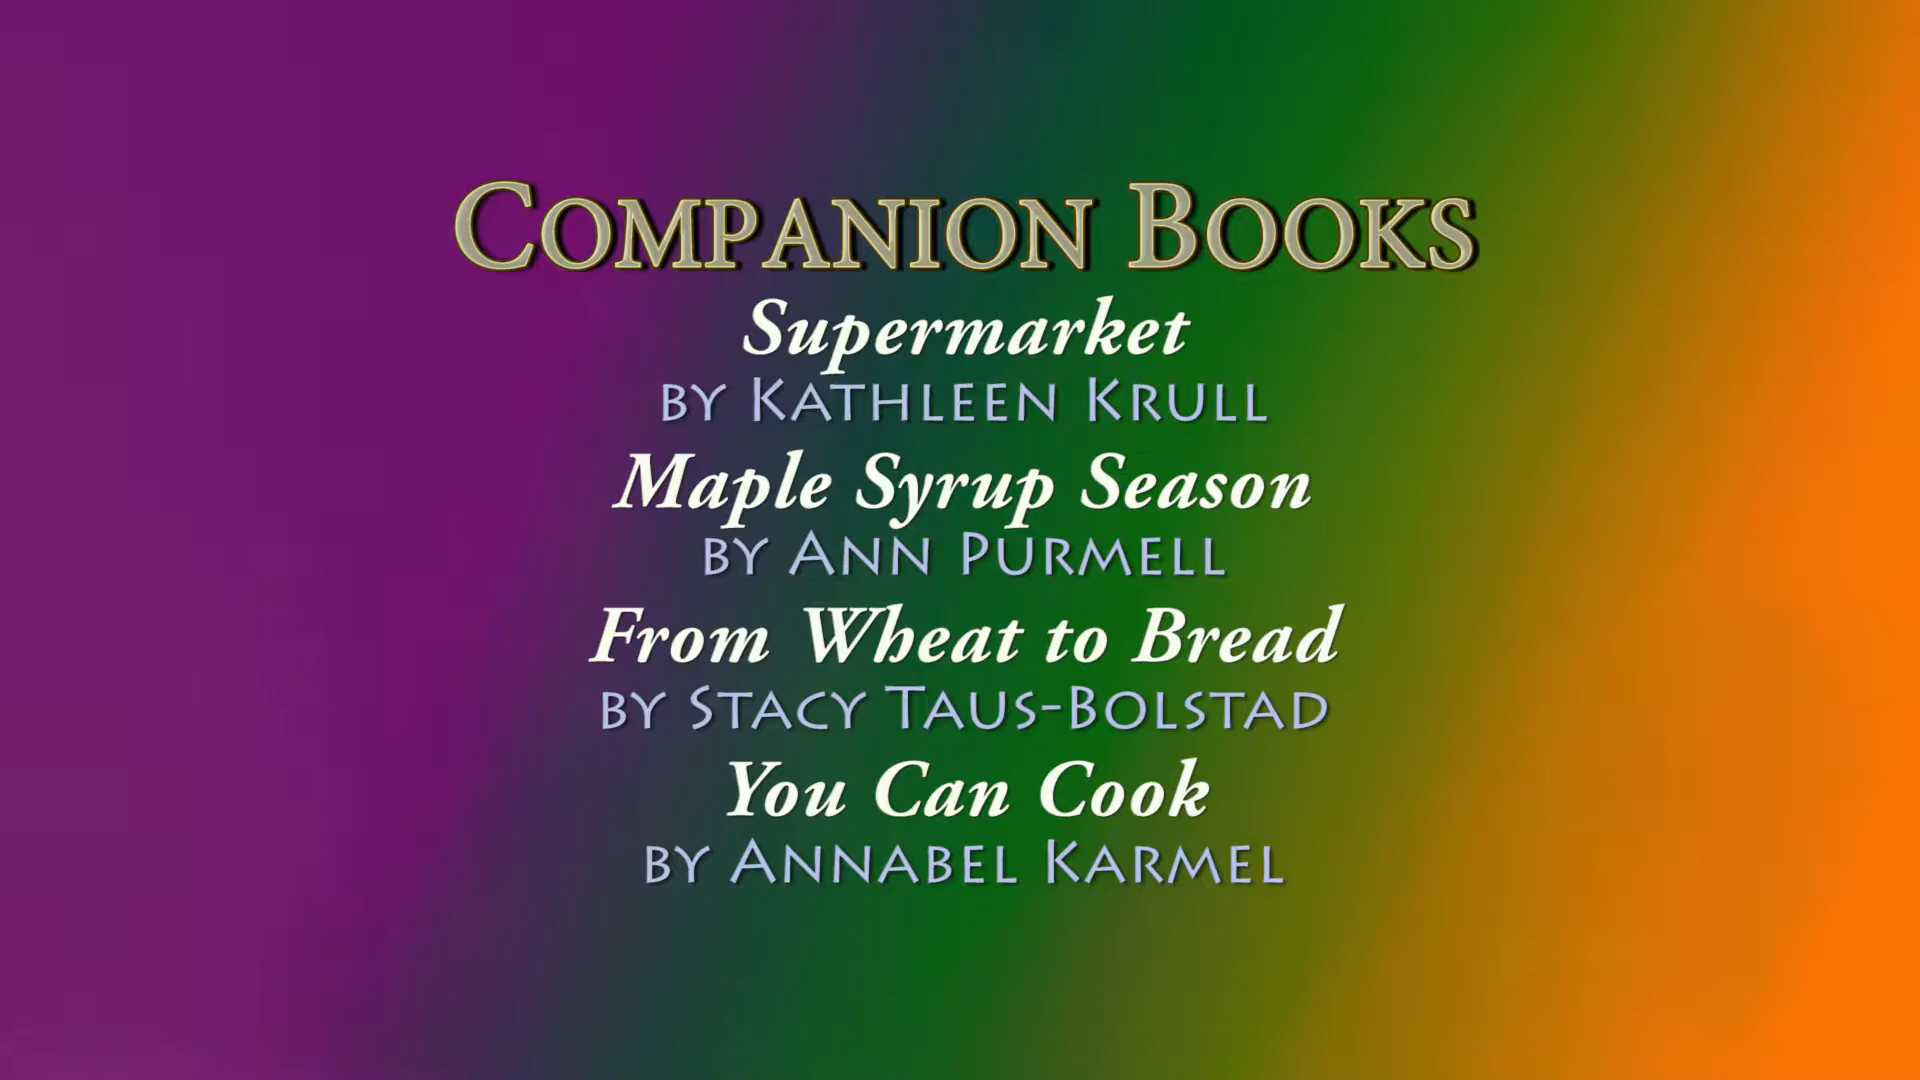 Companion Books
Supermarket
by Kathleen Krull
Maple Syrup Season
by Ann Purmell
From Wheat to Bread
by Stacy Taus-Bolstad
You Can Cook
by Annabel Karmel